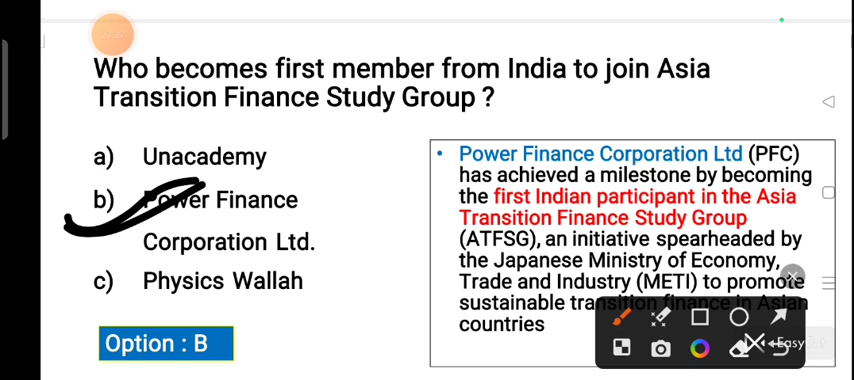 Who becomes first member from India to join Asia
Transition Finance Study Group ?
a) Unacademy
b) Power Finance
Corporation Ltd.
c) Physics Wallah
Option : B
• Power Finance Corporation Ltd (PFC)
has achieved a milestone by becoming
the first Indian participant in the Asia
Transition Finance Study Group
(ATFSG), an initiative spearheaded by
the Japanese Ministry of Economy,
Trade and Industry (METI) to promote
sustainable transition finance in Asian
countries
Easy